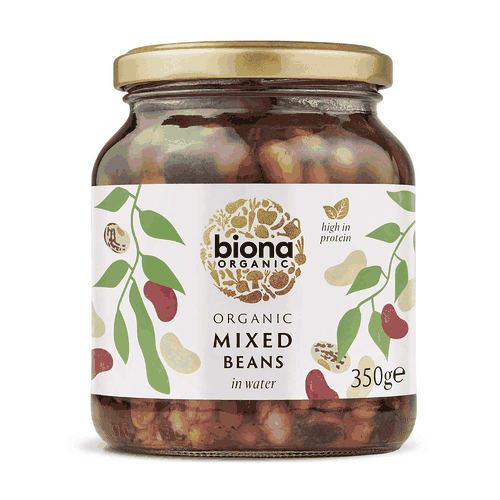 biona
ORGANIC
high in
protein
ORGANIC
MIXED
BEANS
in water
350g℮